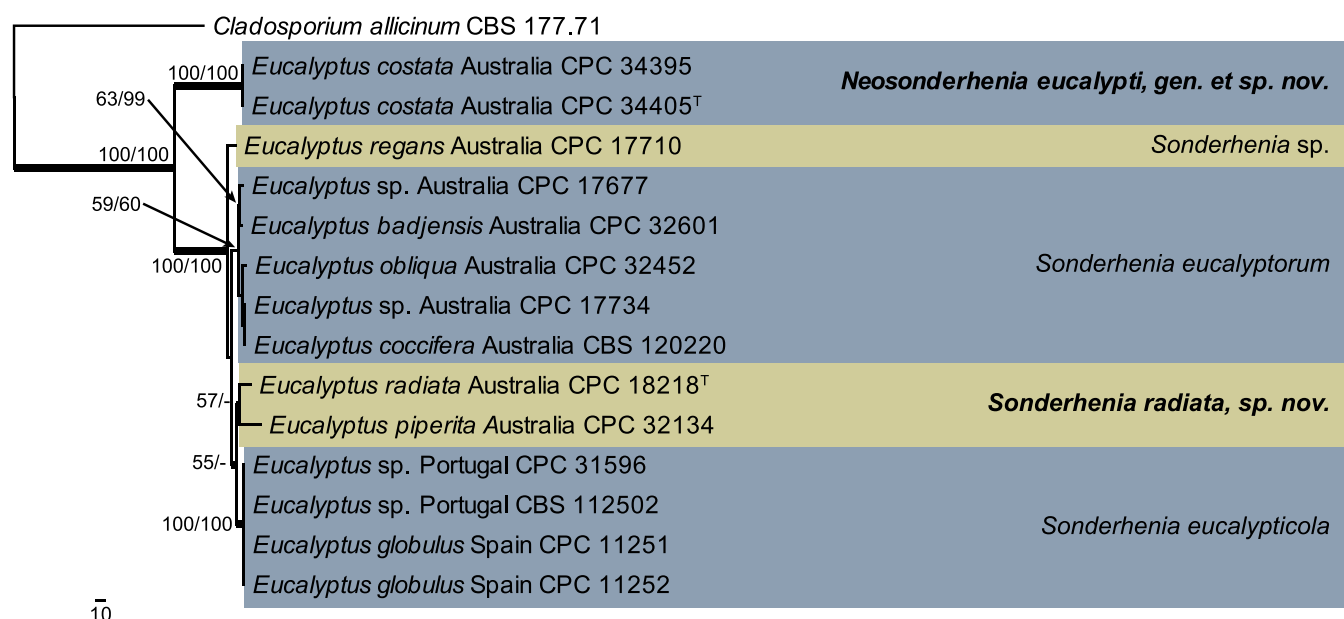 Cladosporium allicinum CBS 177.71
100/100
Eucalyptus costata Australia CPC 34395
Neosonderhenia eucalypti, gen. et sp. nov.
63/99
Eucalyptus costata Australia CPC 34405ᵀ
100/100
Eucalyptus regans Australia CPC 17710
Sonderhenia sp.
Eucalyptus sp. Australia CPC 17677
59/60
Eucalyptus badjensis Australia CPC 32601
100/100
Eucalyptus obliqua Australia CPC 32452
Sonderhenia eucalyptorum
Eucalyptus sp. Australia CPC 17734
Eucalyptus coccifera Australia CBS 120220
Eucalyptus radiata Australia CPC 18218ᵀ
57/-
Sonderhenia radiata, sp. nov.
Eucalyptus piperita Australia CPC 32134
55/-
Eucalyptus sp. Portugal CPC 31596
Eucalyptus sp. Portugal CBS 112502
100/100
Sonderhenia eucalypticola
Eucalyptus globulus Spain CPC 11251
Eucalyptus globulus Spain CPC 11252
10